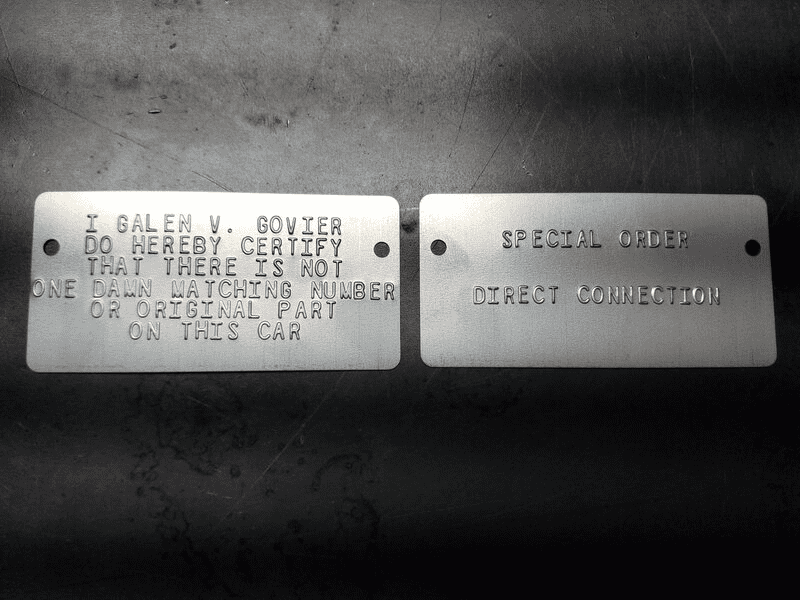 I GALEN V. GOVIER
DO HEREBY CERTIFY
THAT THERE IS NOT
ONE DAMN MATCHING NUMBER
OR ORIGINAL PART
ON THIS CAR
SPECIAL ORDER
DIRECT CONNECTION